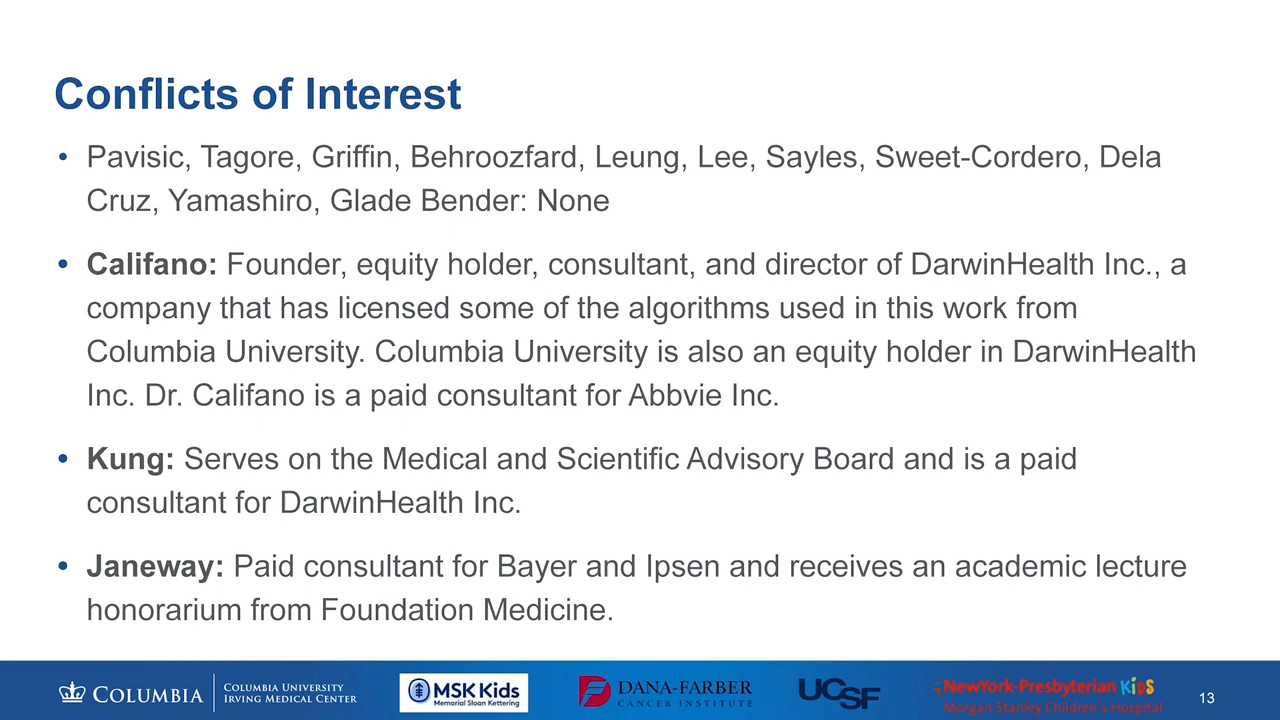 Conflicts of Interest
• Pavisic, Tagore, Griffin, Behroozfard, Leung, Lee, Sayles, Sweet-Cordero, Dela
Cruz, Yamashiro, Glade Bender: None
• Califano: Founder, equity holder, consultant, and director of DarwinHealth Inc., a
company that has licensed some of the algorithms used in this work from
Columbia University. Columbia University is also an equity holder in DarwinHealth
Inc. Dr. Califano is a paid consultant for Abbvie Inc.
• Kung: Serves on the Medical and Scientific Advisory Board and is a paid
consultant for DarwinHealth Inc.
• Janeway: Paid consultant for Bayer and Ipsen and receives an academic lecture
honorarium from Foundation Medicine.
COLUMBIA
COLUMBIA UNIVERSITY
IRVING MEDICAL CENTER
MSK Kids
Memorial Sloan Kettering
DANA-FARBER
CANCER INSTITUTE
UCSF
NewYork-Presbyterian Kids
Morgan Stanley Children's Hospital
13